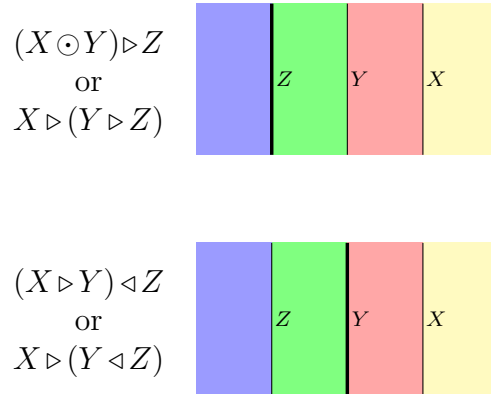 (X ⊙ Y) ▹ Z
or
X ▹ (Y ▹ Z)
Z Y X
(X ▹ Y) ◃ Z
or
X ▹ (Y ◃ Z)
Z Y X